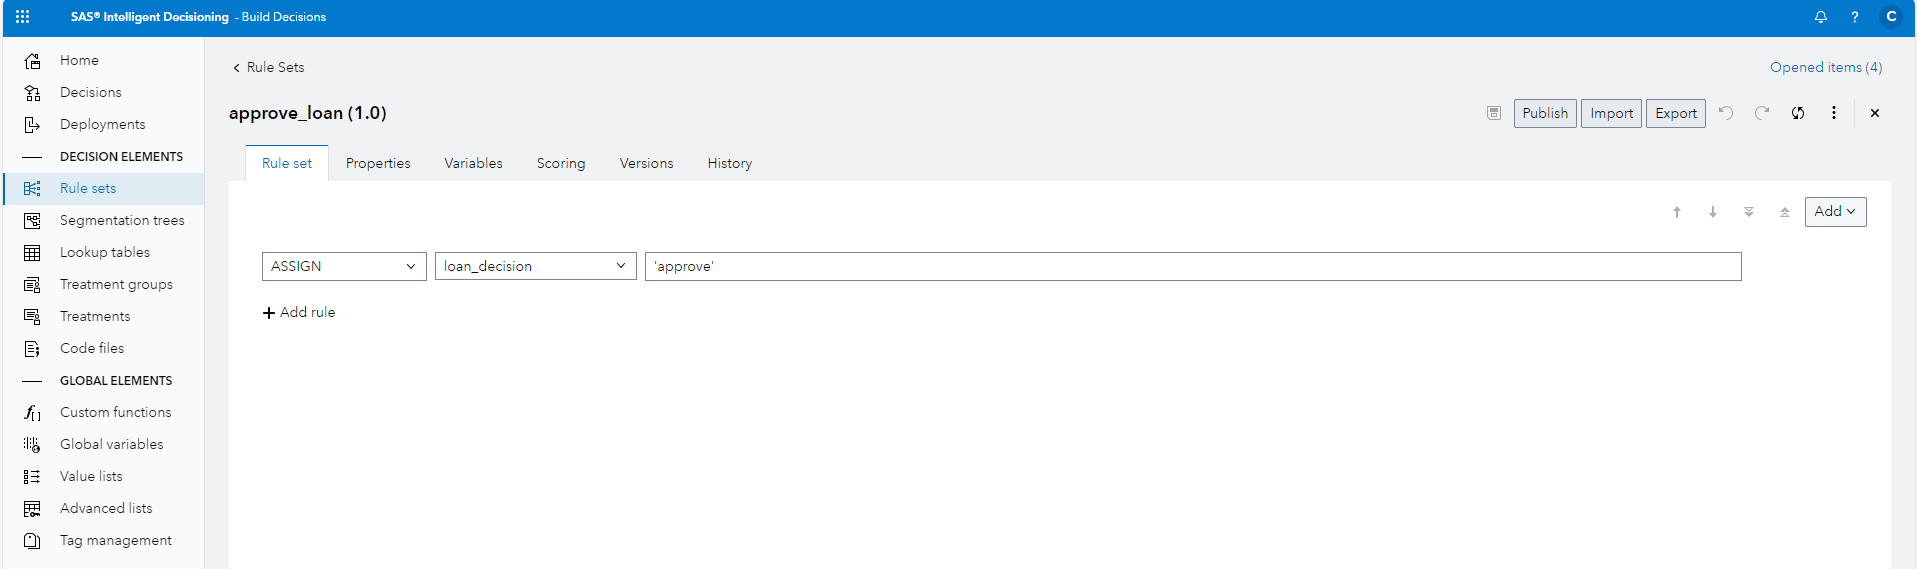 SAS® Intelligent Decisioning - Build Decisions
? C
Home
Decisions
Deployments
DECISION ELEMENTS
Rule sets
Segmentation trees
Lookup tables
Treatment groups
Treatments
Code files
GLOBAL ELEMENTS
Custom functions
Global variables
Value lists
Advanced lists
Tag management
Rule Sets
Opened items (4)
approve_loan (1.0)
Publish Import Export
Rule set Properties Variables Scoring Versions History
Add
ASSIGN loan_decision 'approve'
Add rule